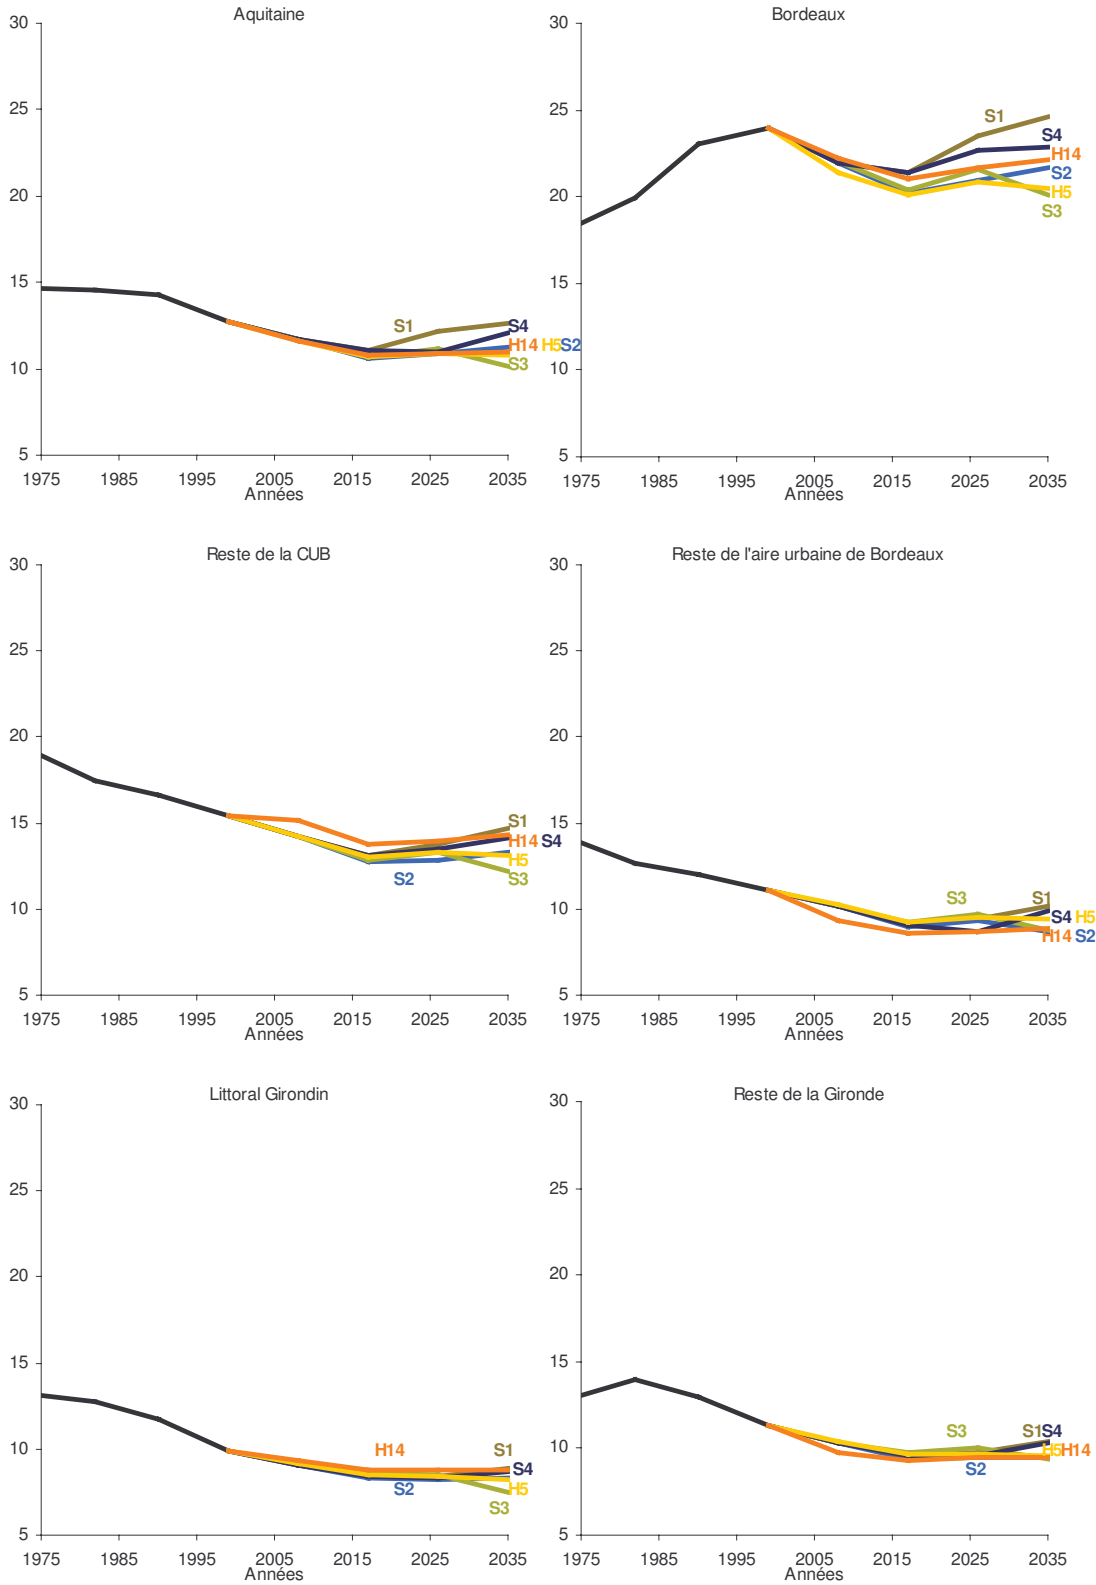 Aquitaine
30
25
20
15
10
5
S1
S4
H14 H5S2
S3
1975 1985 1995 2005 2015 2025 2035
Années
Bordeaux
30
25
20
15
10
5
S1
S4
H14
S2
H5
S3
1975 1985 1995 2005 2015 2025 2035
Années
Reste de la CUB
30
25
20
15
10
5
S1
H14 S4
H5
S3
S2
1975 1985 1995 2005 2015 2025 2035
Années
Reste de l'aire urbaine de Bordeaux
30
25
20
15
10
5
S3 S1
S4 H5
H14 S2
1975 1985 1995 2005 2015 2025 2035
Années
Littoral Girondin
30
25
20
15
10
5
H14 S1
S4
S2 H5
S3
1975 1985 1995 2005 2015 2025 2035
Années
Reste de la Gironde
30
25
20
15
10
5
S3 S1S4
H5H14
S2
1975 1985 1995 2005 2015 2025 2035
Années